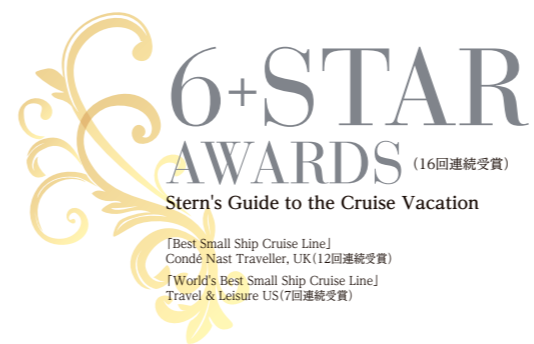 6+STAR
AWARDS（16回連続受賞）
Stern's Guide to the Cruise Vacation
「Best Small Ship Cruise Line」
Condé Nast Traveller, UK（12回連続受賞）
「World's Best Small Ship Cruise Line」
Travel & Leisure US（7回連続受賞）